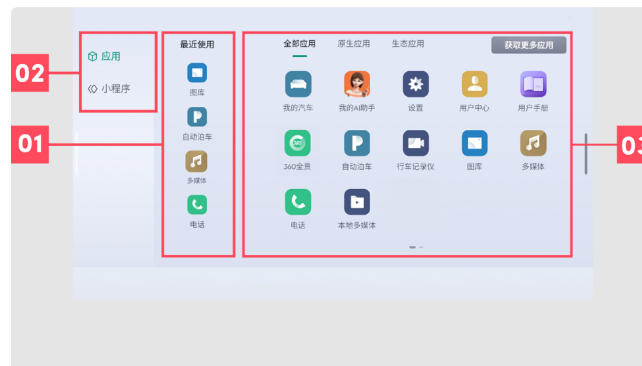 02
应用
小程序
01
最近使用
图库
自动泊车
多媒体
电话
全部应用 原生应用 生态应用 获取更多应用
我的汽车 我的AI助手 设置 用户中心 用户手册
360全景 自动泊车 行车记录仪 图库 多媒体
电话 本地多媒体
03